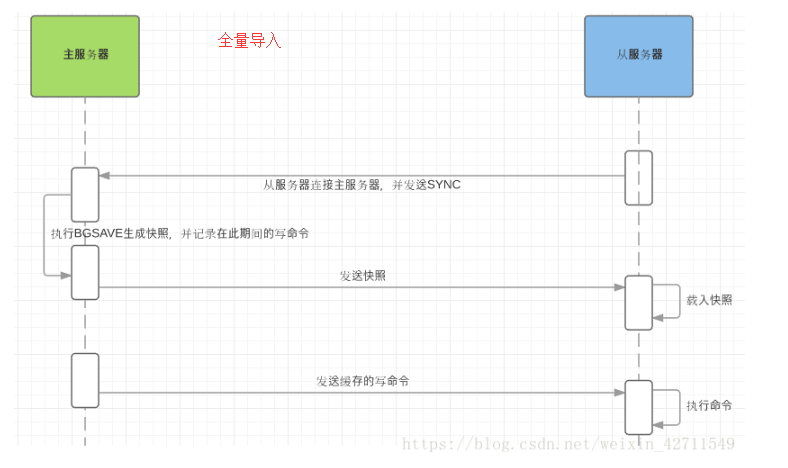 全量导入
主服务器
从服务器
从服务器连接主服务器，并发送SYNC
执行BGSAVE生成快照，并记录在此期间的写命令
发送快照
载入快照
发送缓存的写命令
执行命令
https://blog.csdn.net/weixin_42711549